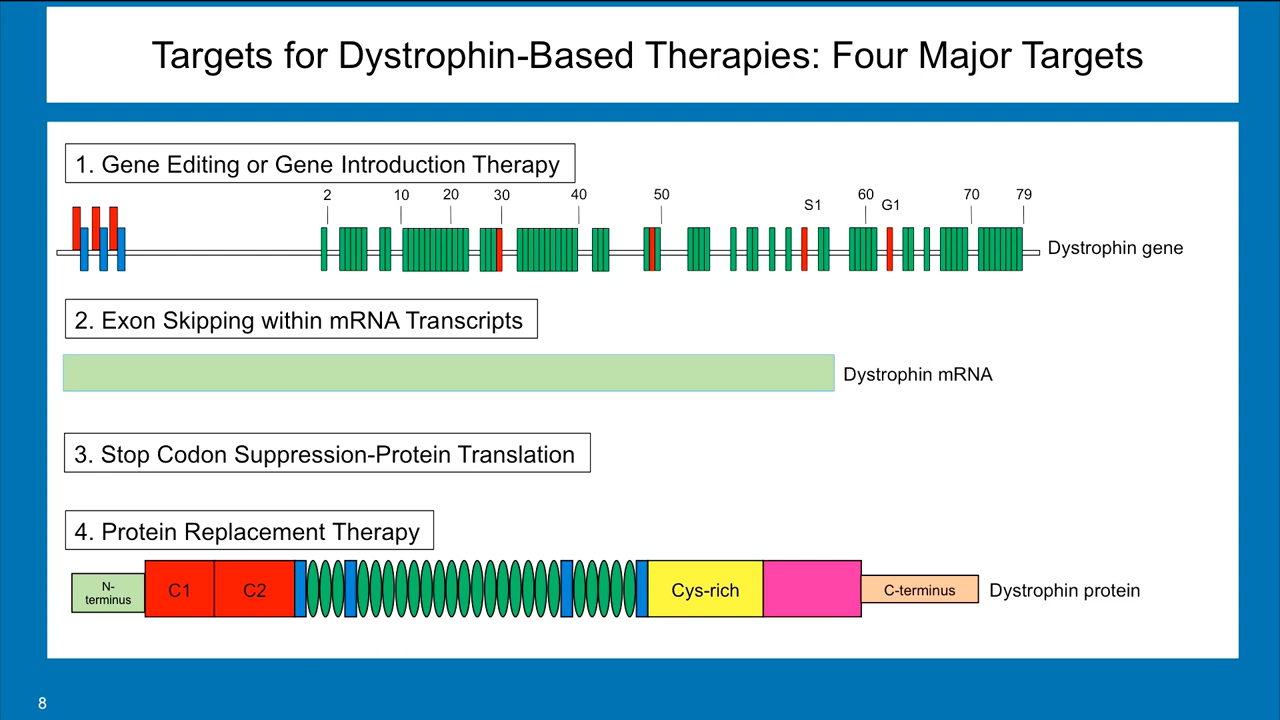 Targets for Dystrophin-Based Therapies: Four Major Targets
1. Gene Editing or Gene Introduction Therapy
2 10 20 30 40 50 S1 60 G1 70 79
Dystrophin gene
2. Exon Skipping within mRNA Transcripts
Dystrophin mRNA
3. Stop Codon Suppression-Protein Translation
4. Protein Replacement Therapy
N-
terminus
C1 C2 Cys-rich C-terminus Dystrophin protein
8